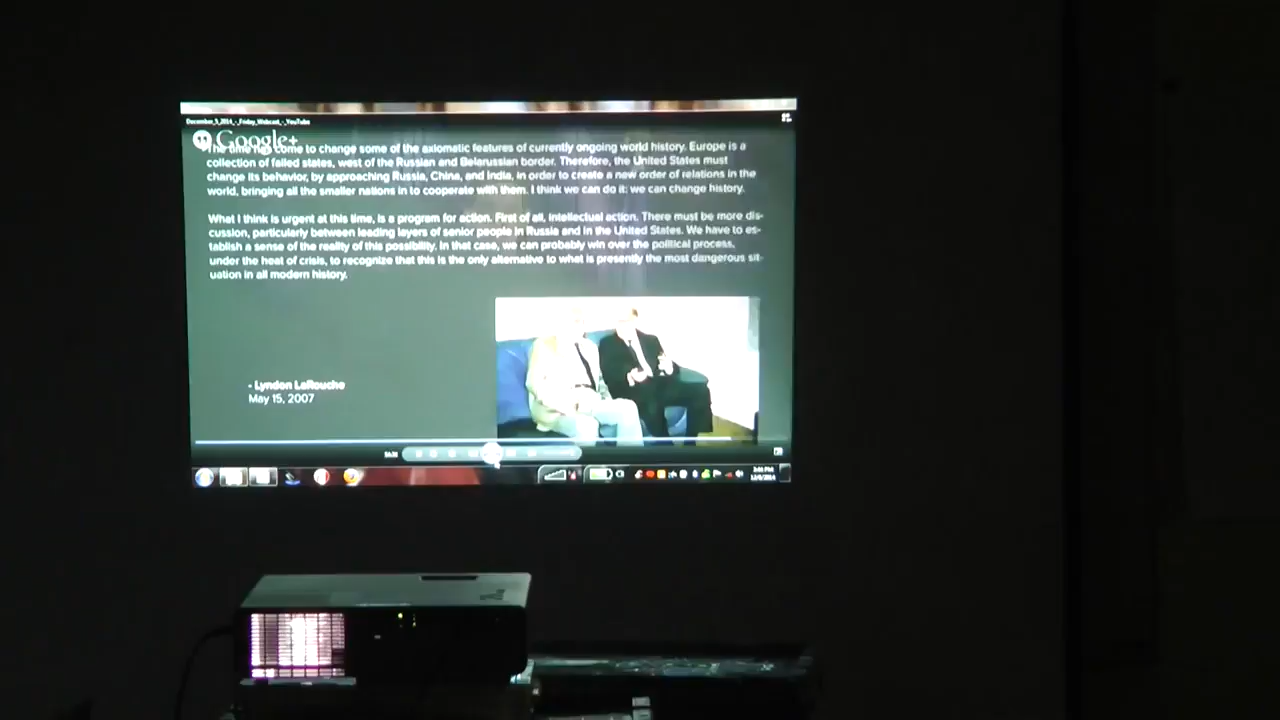 December_5_2014_-_Friday_Webcast_-_YouTube
Google+
The time has come to change some of the axiomatic features of currently ongoing world history. Europe is a
collection of failed states, west of the Russian and Belarussian border. Therefore, the United States must
change its behavior, by approaching Russia, China, and India, in order to create a new order of relations in the
world, bringing all the smaller nations in to cooperate with them. I think we can do it: we can change history.
What I think is urgent at this time, is a program for action. First of all, intellectual action. There must be more dis-
cussion, particularly between leading layers of senior people in Russia and in the United States. We have to es-
tablish a sense of the reality of this possibility. In that case, we can probably win over the political process,
under the heat of crisis, to recognize that this is the only alternative to what is presently the most dangerous sit-
uation in all modern history.
- Lyndon LaRouche
May 15, 2007